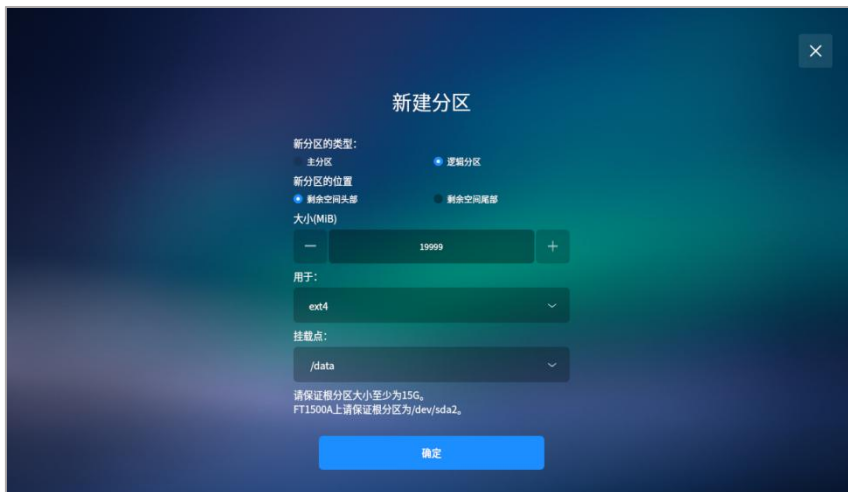 新建分区
新分区的类型：
主分区 逻辑分区
新分区的位置
剩余空间头部 剩余空间尾部
大小(MiB)
19999
用于：
ext4
挂载点：
/data
请保证根分区大小至少为15G。
FT1500A上请保证根分区为/dev/sda2。
确定